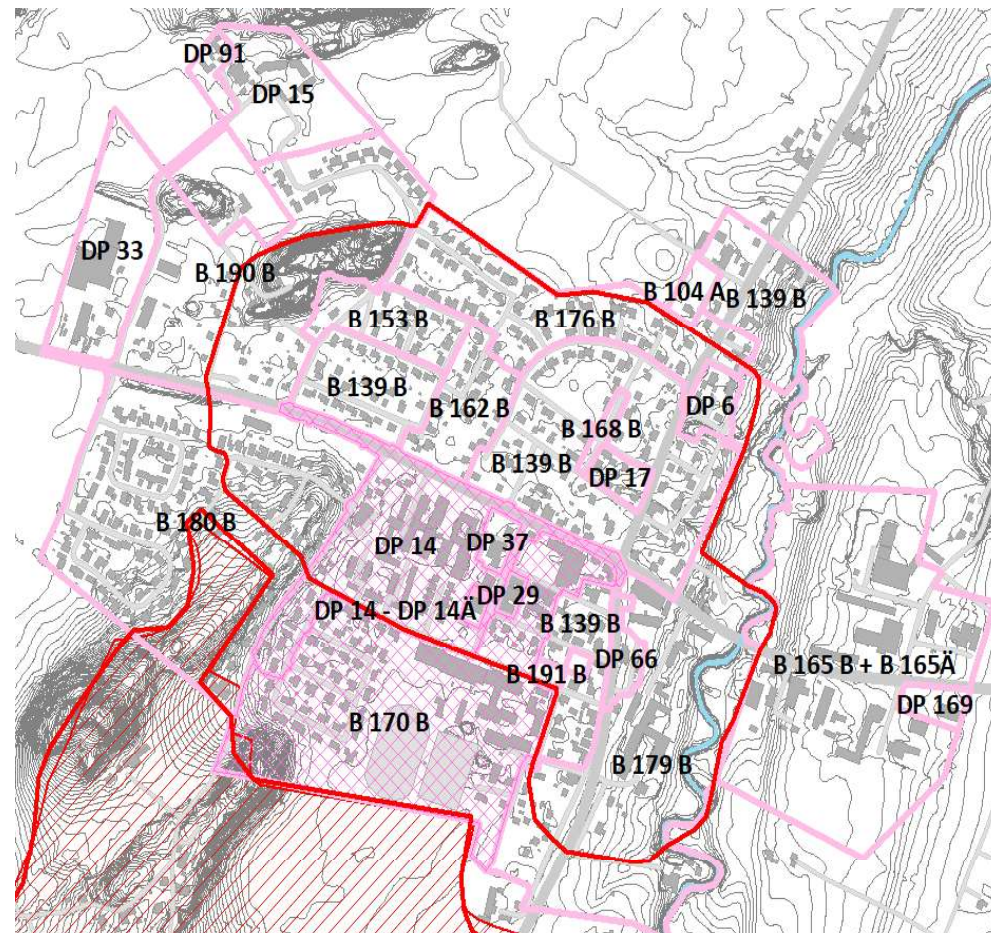 DP 91
DP 15
DP 33
B 190 B
B 104 A
B 139 B
B 153 B
B 176 B
B 139 B
B 162 B
DP 6
B 168 B
B 139 B
DP 17
B 180 B
DP 14
DP 37
DP 14 - DP 14Ä
DP 29
B 139 B
DP 66
B 191 B
B 165 B + B 165Ä
DP 169
B 170 B
B 179 B